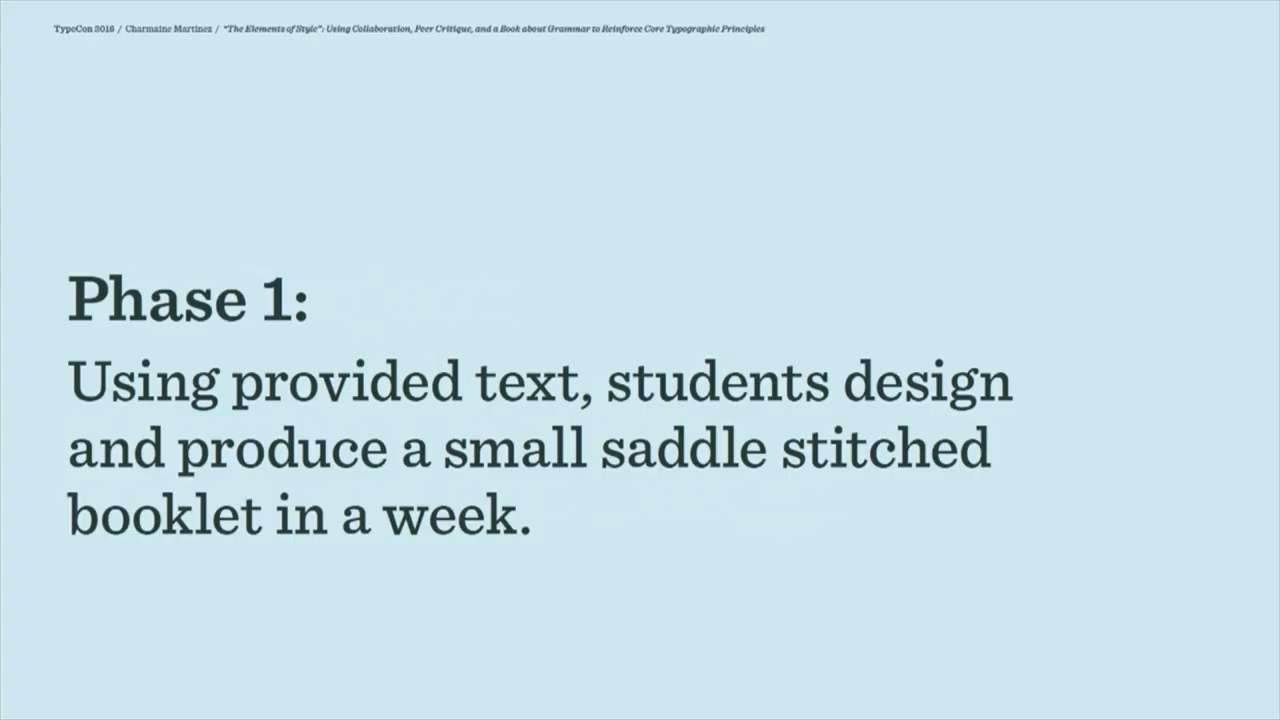 TypeCon 2016 / Charmaine Martinez / “The Elements of Style”: Using Collaboration, Peer Critique, and a Book about Grammar to Reinforce Core Typographic Principles
Phase 1:
Using provided text, students design
and produce a small saddle stitched
booklet in a week.